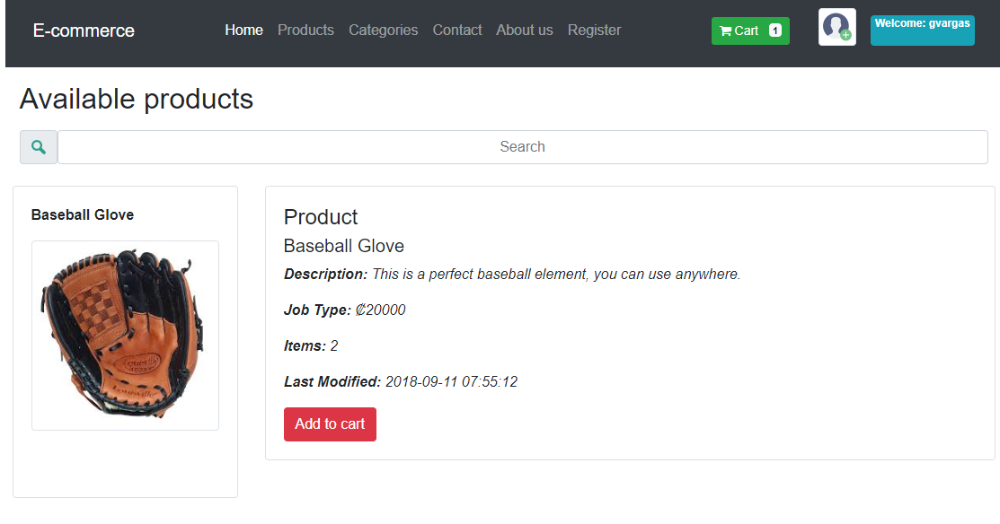 E-commerce
Home Products Categories Contact About us Register
Cart 1
Welcome: gvargas
Available products
Search
Baseball Glove
Product
Baseball Glove
Description: This is a perfect baseball element, you can use anywhere.
Job Type: ₡20000
Items: 2
Last Modified: 2018-09-11 07:55:12
Add to cart